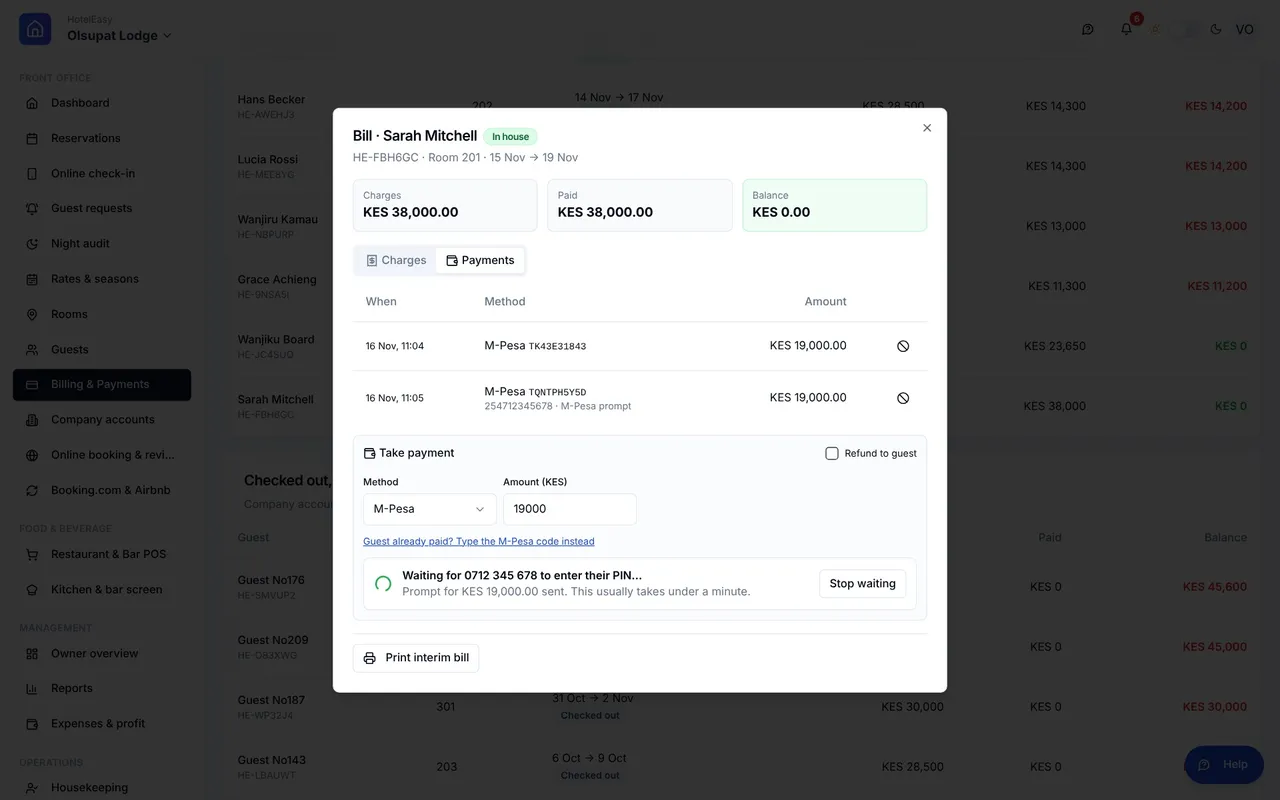 HotelEasy
Olsupat Lodge
6
VO
FRONT OFFICE
Dashboard
Reservations
Online check-in
Guest requests
Night audit
Rates & seasons
Rooms
Guests
Billing & Payments
Company accounts
Online booking & revi...
Booking.com & Airbnb
FOOD & BEVERAGE
Restaurant & Bar POS
Kitchen & bar screen
MANAGEMENT
Owner overview
Reports
Expenses & profit
OPERATIONS
Housekeeping
Hans Becker
HE-AWEHJ3
202
14 Nov → 17 Nov
KES 28,500
KES 14,300
KES 14,200
Lucia Rossi
KES 14,300
KES 14,200
Wanjiru Kamau
HE-NBPURP
KES 13,000
KES 13,000
Grace Achieng
HE-9NSA5I
KES 11,300
KES 11,200
Wanjiku Board
HE-JC4SUQ
KES 23,650
KES 0
Sarah Mitchell
HE-FBH6GC
KES 38,000
KES 0
Bill · Sarah Mitchell In house
HE-FBH6GC · Room 201 · 15 Nov → 19 Nov
Charges
KES 38,000.00
Paid
KES 38,000.00
Balance
KES 0.00
Charges
Payments
When Method Amount
16 Nov, 11:04 M-Pesa TK43E31843 KES 19,000.00
16 Nov, 11:05 M-Pesa TQNTPH5Y5D KES 19,000.00
254712345678 · M-Pesa prompt
Take payment
Refund to guest
Method Amount (KES)
M-Pesa 19000
Guest already paid? Type the M-Pesa code instead
Waiting for 0712 345 678 to enter their PIN...
Prompt for KES 19,000.00 sent. This usually takes under a minute.
Stop waiting
Print interim bill
Checked out,
Company accou
Guest Paid Balance
Guest No176
HE-5MVUP2
KES 0
KES 45,600
Guest No209
HE-D83XWG
KES 0
KES 45,000
Guest No187
HE-WP32J4
301
31 Oct → 2 Nov
Checked out
KES 30,000
KES 0
KES 30,000
Guest No143
HE-LBAUWT
203
6 Oct → 9 Oct
Checked out
KES 28,500
KES 0
Help